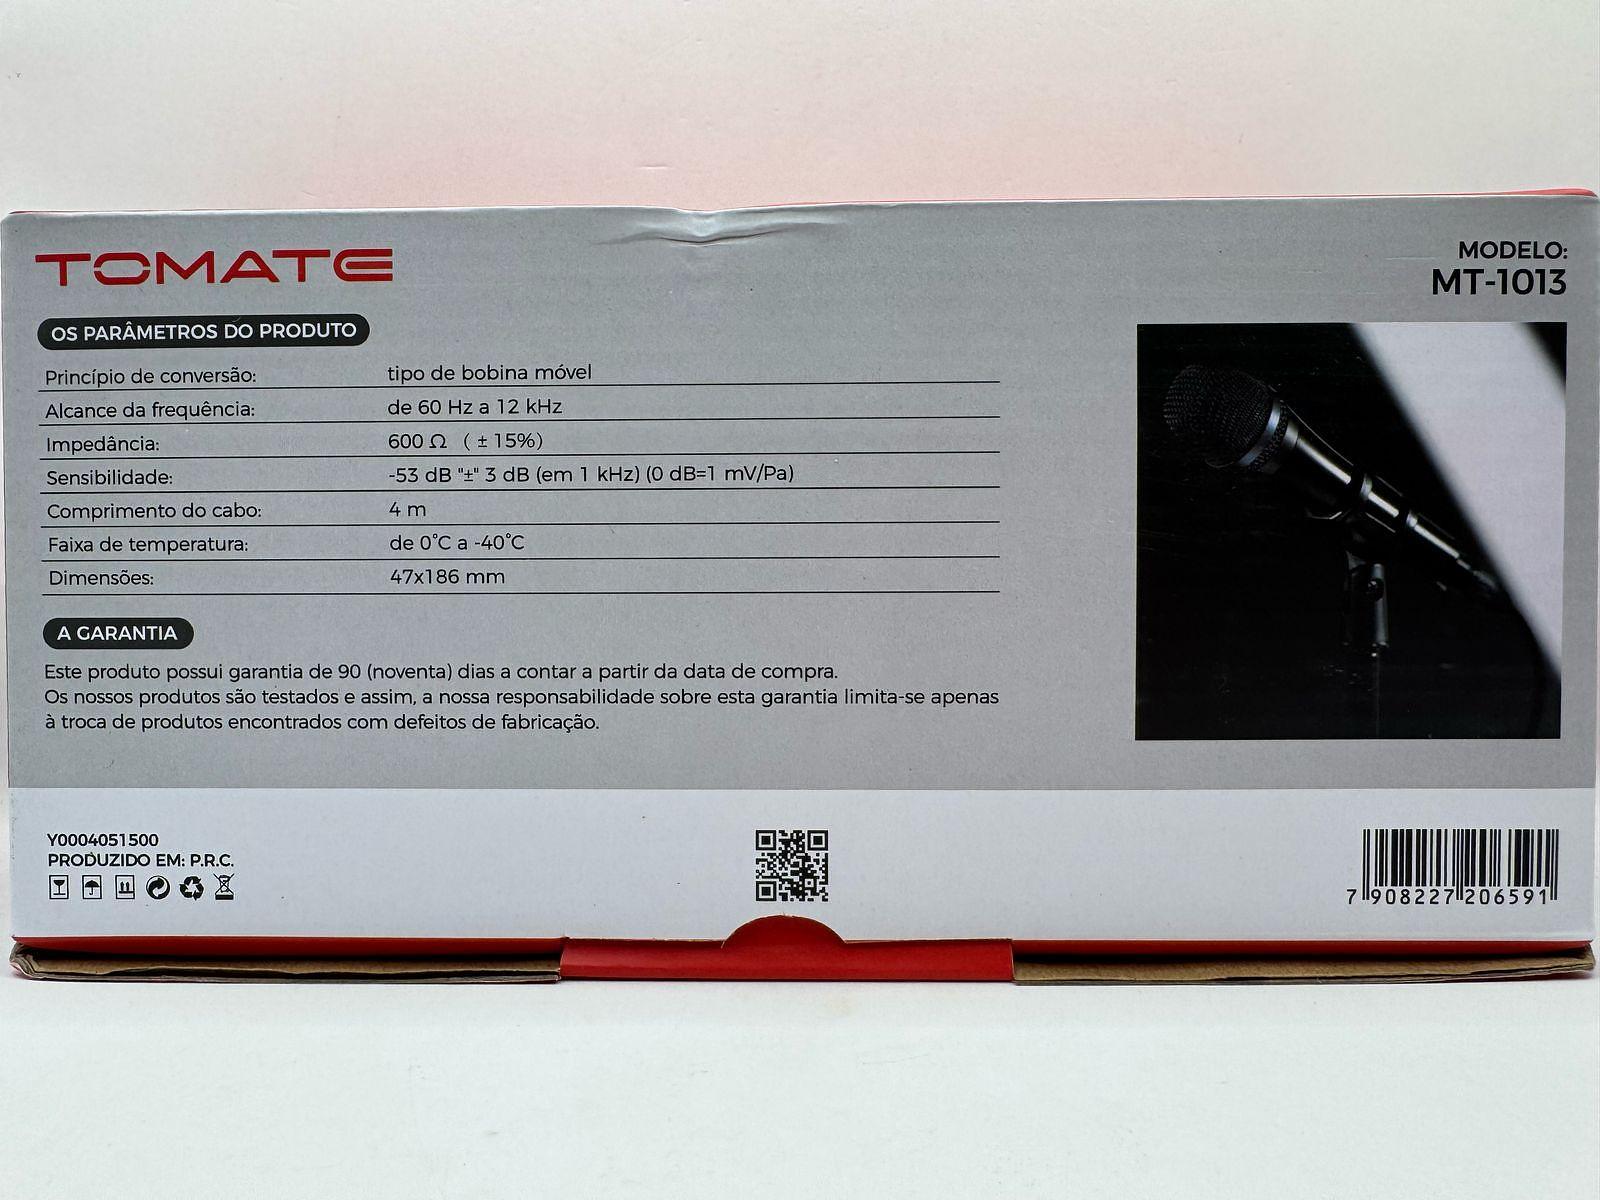 TOMATE
MODELO:
MT-1013
OS PARÂMETROS DO PRODUTO
Princípio de conversão: tipo de bobina móvel
Alcance da frequência: de 60 Hz a 12 kHz
Impedância: 600 Ω ( ± 15%)
Sensibilidade: -53 dB "±" 3 dB (em 1 kHz) (0 dB=1 mV/Pa)
Comprimento do cabo: 4 m
Faixa de temperatura: de 0°C a -40°C
Dimensões: 47x186 mm
A GARANTIA
Este produto possui garantia de 90 (noventa) dias a contar a partir da data de compra.
Os nossos produtos são testados e assim, a nossa responsabilidade sobre esta garantia limita-se apenas
à troca de produtos encontrados com defeitos de fabricação.
Y0004051500
PRODUZIDO EM: P.R.C.
7 908227 206591